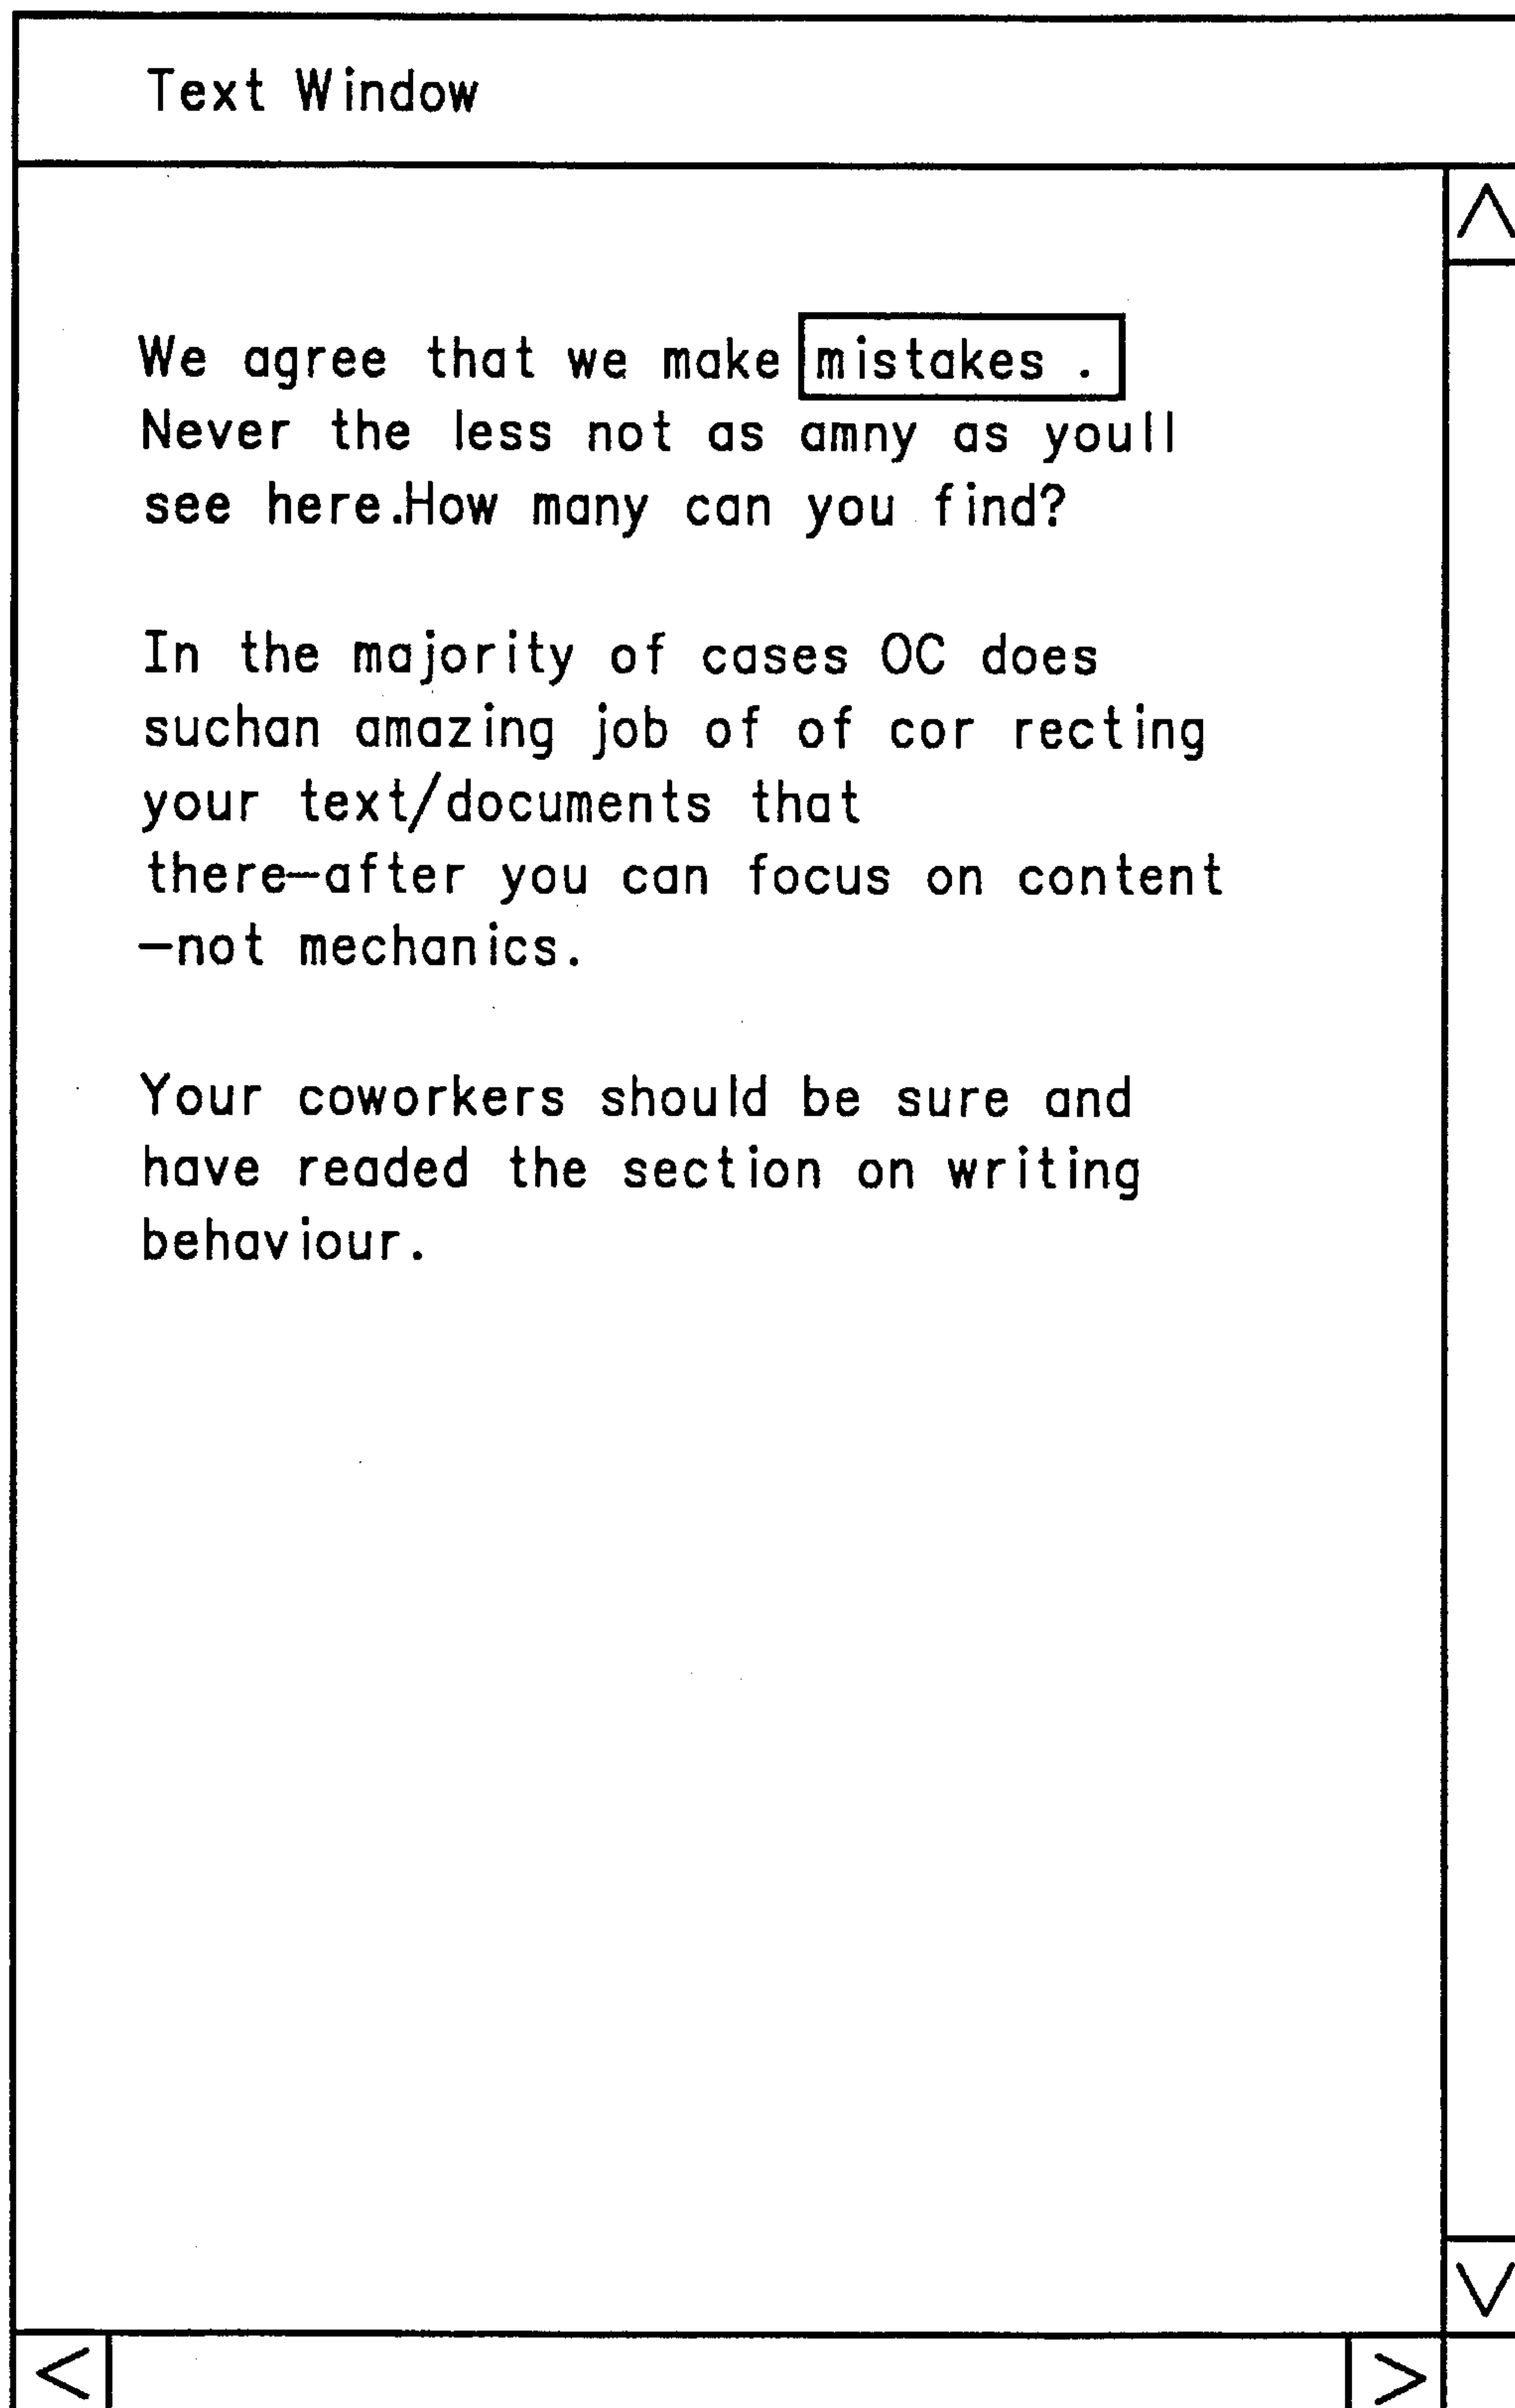 Text Window
We agree that we make mistakes .
Never the less not as amny as youll
see here.How many can you find?
In the majority of cases OC does
suchan amazing job of of cor recting
your text/documents that
there—after you can focus on content
—not mechanics.
Your coworkers should be sure and
have readed the section on writing
behaviour.